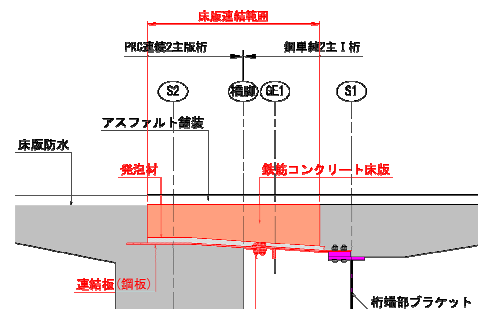 床版連結範囲
PRC連続2主版桁
鋼単純2主I桁
S2
橋脚
GE1
S1
アスファルト舗装
床版防水
発泡材
鉄筋コンクリート床版
連結板(鋼板)
桁端部ブラケット